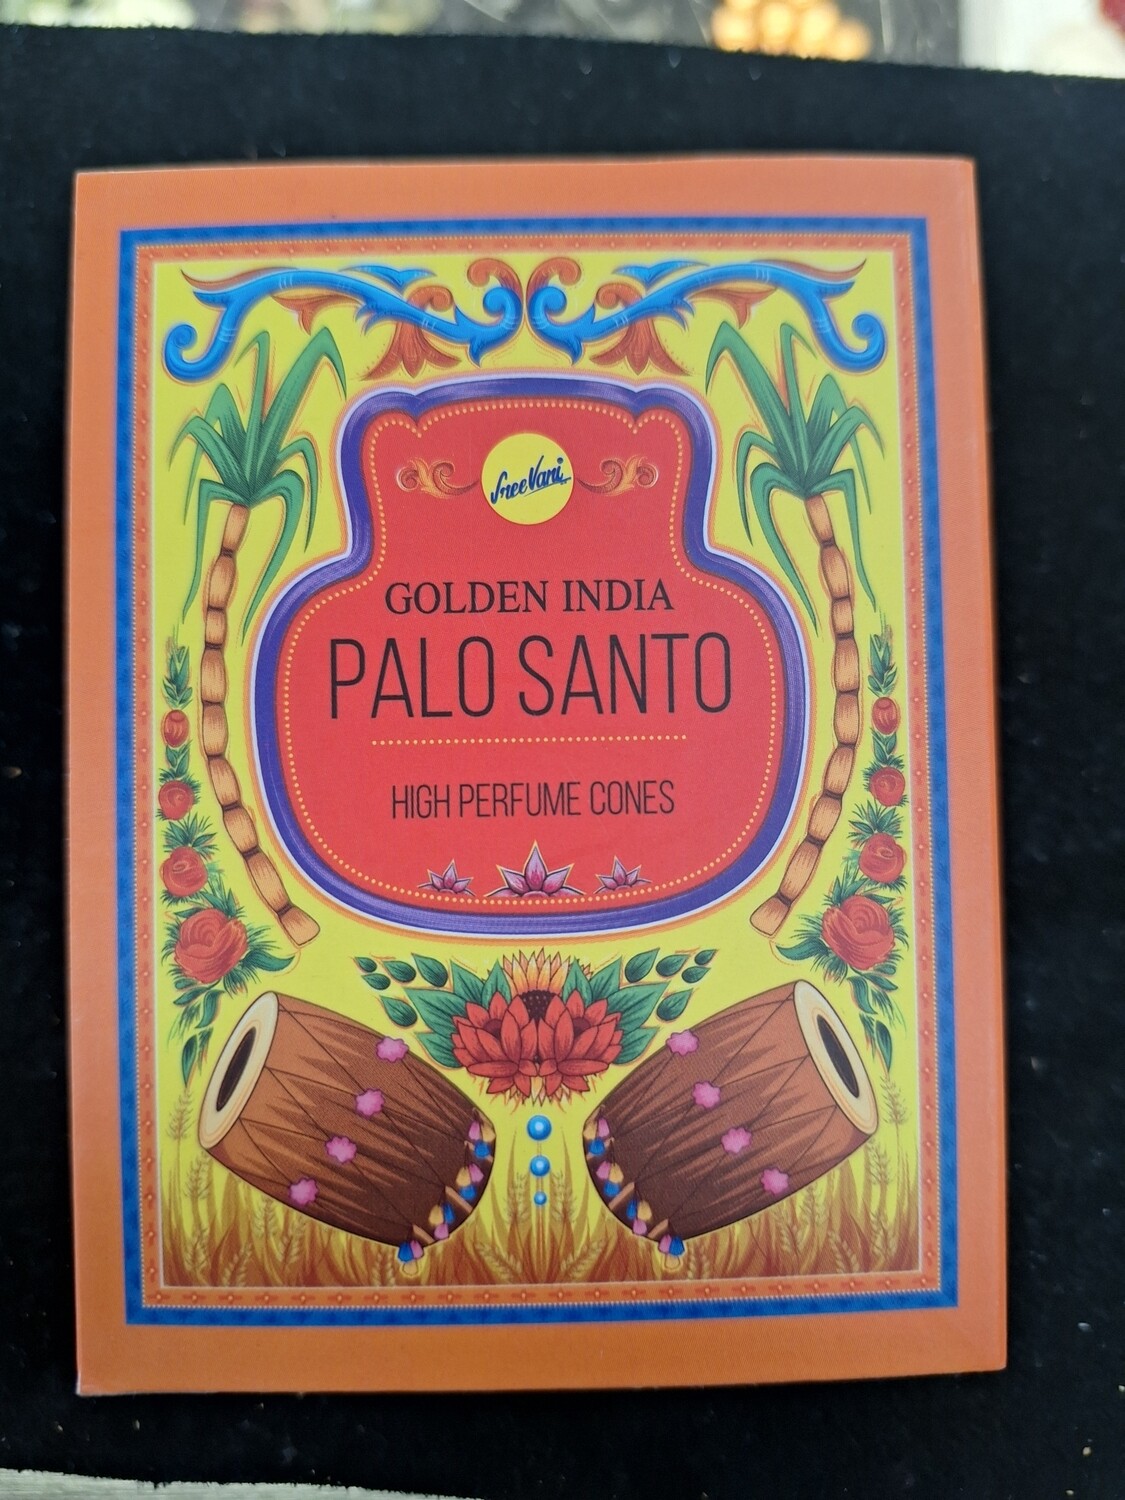 SreeVani
GOLDEN INDIA
PALO SANTO
HIGH PERFUME CONES